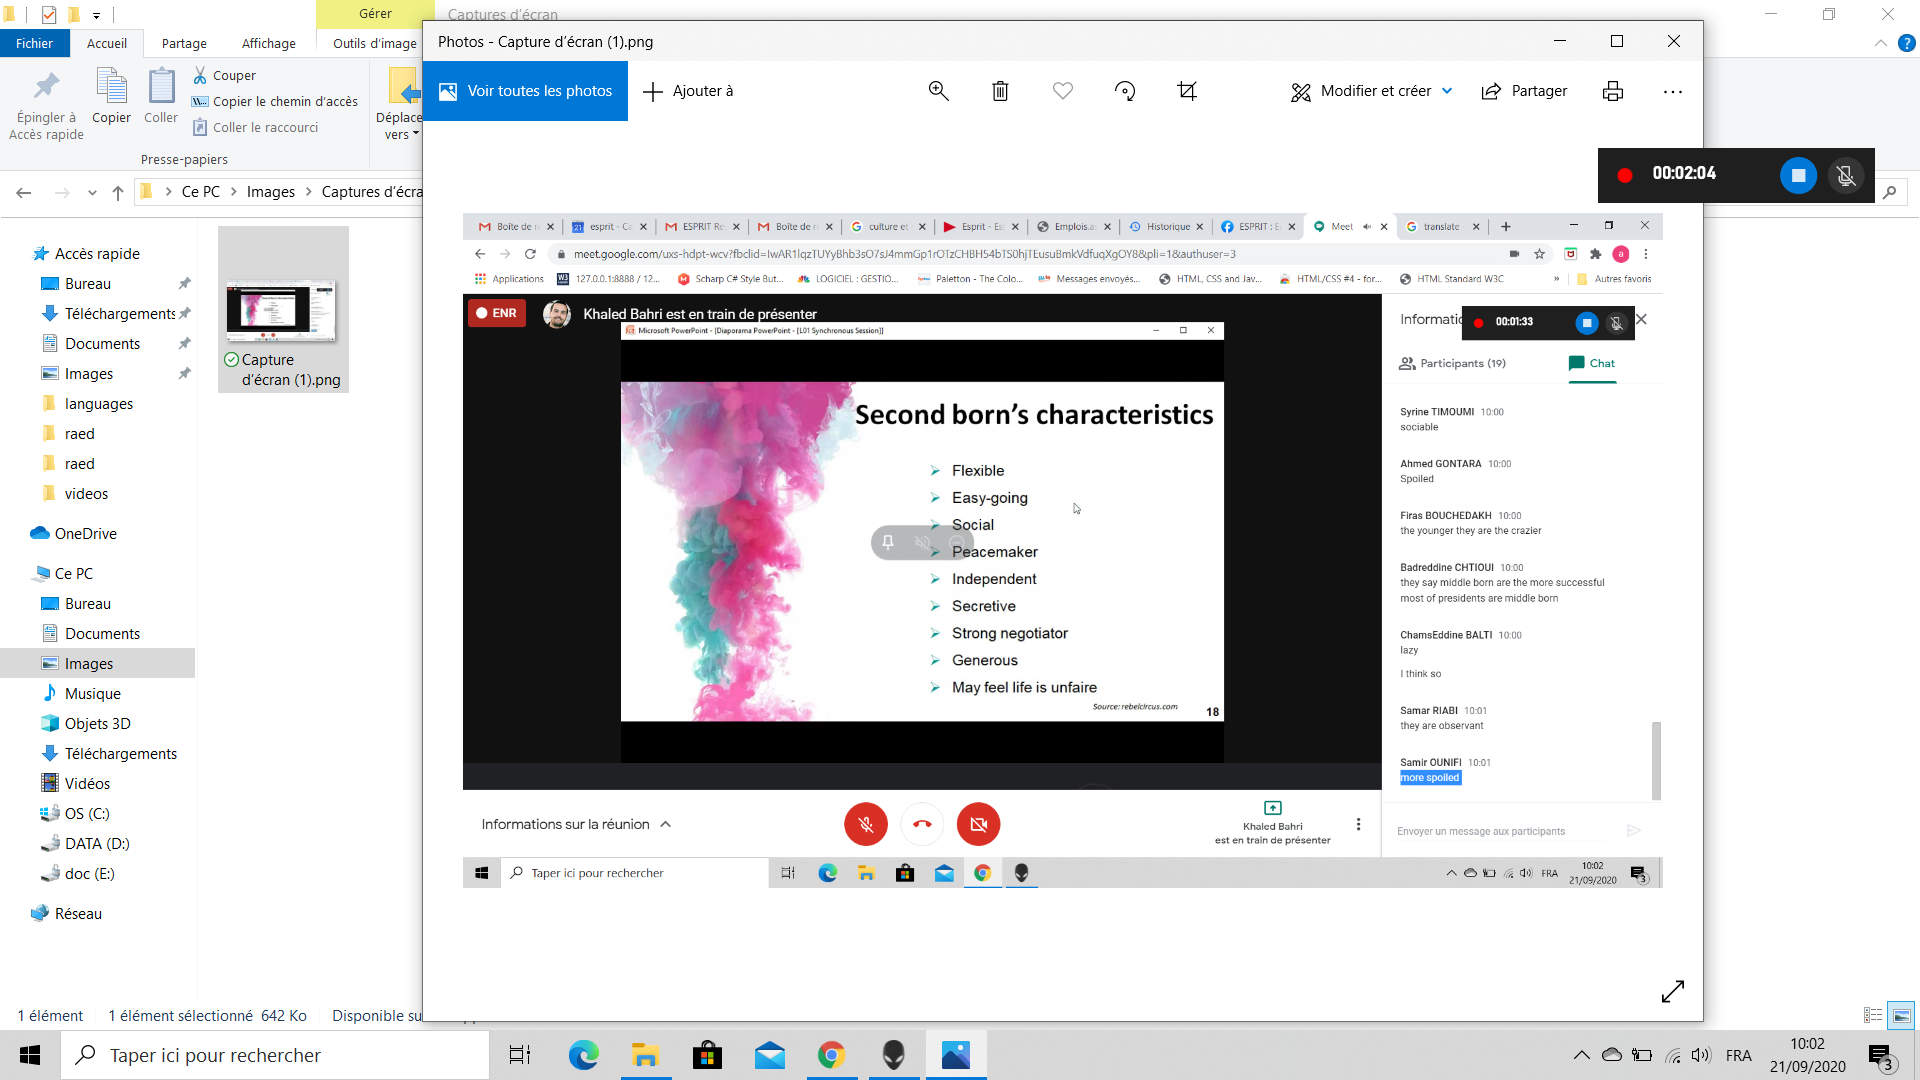 Gérer
Captures d'écran
Fichier
Accueil
Partage
Affichage
Outils d'image
Épingler à
Accès rapide
Copier
Coller
Couper
Copier le chemin d'accès
Coller le raccourci
Déplace
vers
Presse-papiers
Ce PC
Images
Captures d'écra
Accès rapide
Bureau
Téléchargements
Documents
Images
languages
raed
raed
videos
OneDrive
Ce PC
Bureau
Documents
Images
Musique
Objets 3D
Téléchargements
Vidéos
OS (C:)
DATA (D:)
doc (E:)
Réseau
Capture
d'écran (1).png
1 élément
1 élément sélectionné 642 Ko
Disponible su
Photos - Capture d'écran (1).png
Voir toutes les photos
Ajouter à
Modifier et créer
Partager
00:02:04
Boîte de r
esprit - Ca
ESPRIT Re
Boîte de r
culture et
Esprit - Es
Emplois.a
Historique
ESPRIT : E
Meet
translate
meet.google.com/uxs-hdpt-wcv?fbclid=IwAR1lqzTUYyBhb3sO7sJ4mmGp1rOTzCHBH54bTS0hjTEusuBmkVdfuqXgOY8&pli=1&authuser=3
Applications
127.0.0.1:8888 / 12...
Scharp C# Style But...
LOGICIEL : GESTIO...
Paletton - The Colo...
Messages envoyés...
HTML, CSS and Jav...
HTML/CSS #4 - for...
HTML Standard W3C
Autres favoris
ENR
Khaled Bahri est en train de présenter
Microsoft PowerPoint - [Diaporama PowerPoint - [L01 Synchronous Session]]
Second born's characteristics
Flexible
Easy-going
Social
Peacemaker
Independent
Secretive
Strong negotiator
Generous
May feel life is unfaire
Source: rebelcircus.com
18
Informatio
00:01:33
Participants (19)
Chat
Syrine TIMOUMI 10:00
sociable
Ahmed GONTARA 10:00
Spoiled
Firas BOUCHEDAKH 10:00
the younger they are the crazier
Badreddine CHTIOUI 10:00
they say middle born are the more successful
most of presidents are middle born
ChamsEddine BALTI 10:00
lazy
I think so
Samar RIABI 10:01
they are observant
Samir OUNIFI 10:01
more spoiled
Envoyer un message aux participants
Informations sur la réunion
Khaled Bahri
est en train de présenter
Taper ici pour rechercher
FRA
10:02
21/09/2020
3
Taper ici pour rechercher
FRA
10:02
21/09/2020
3